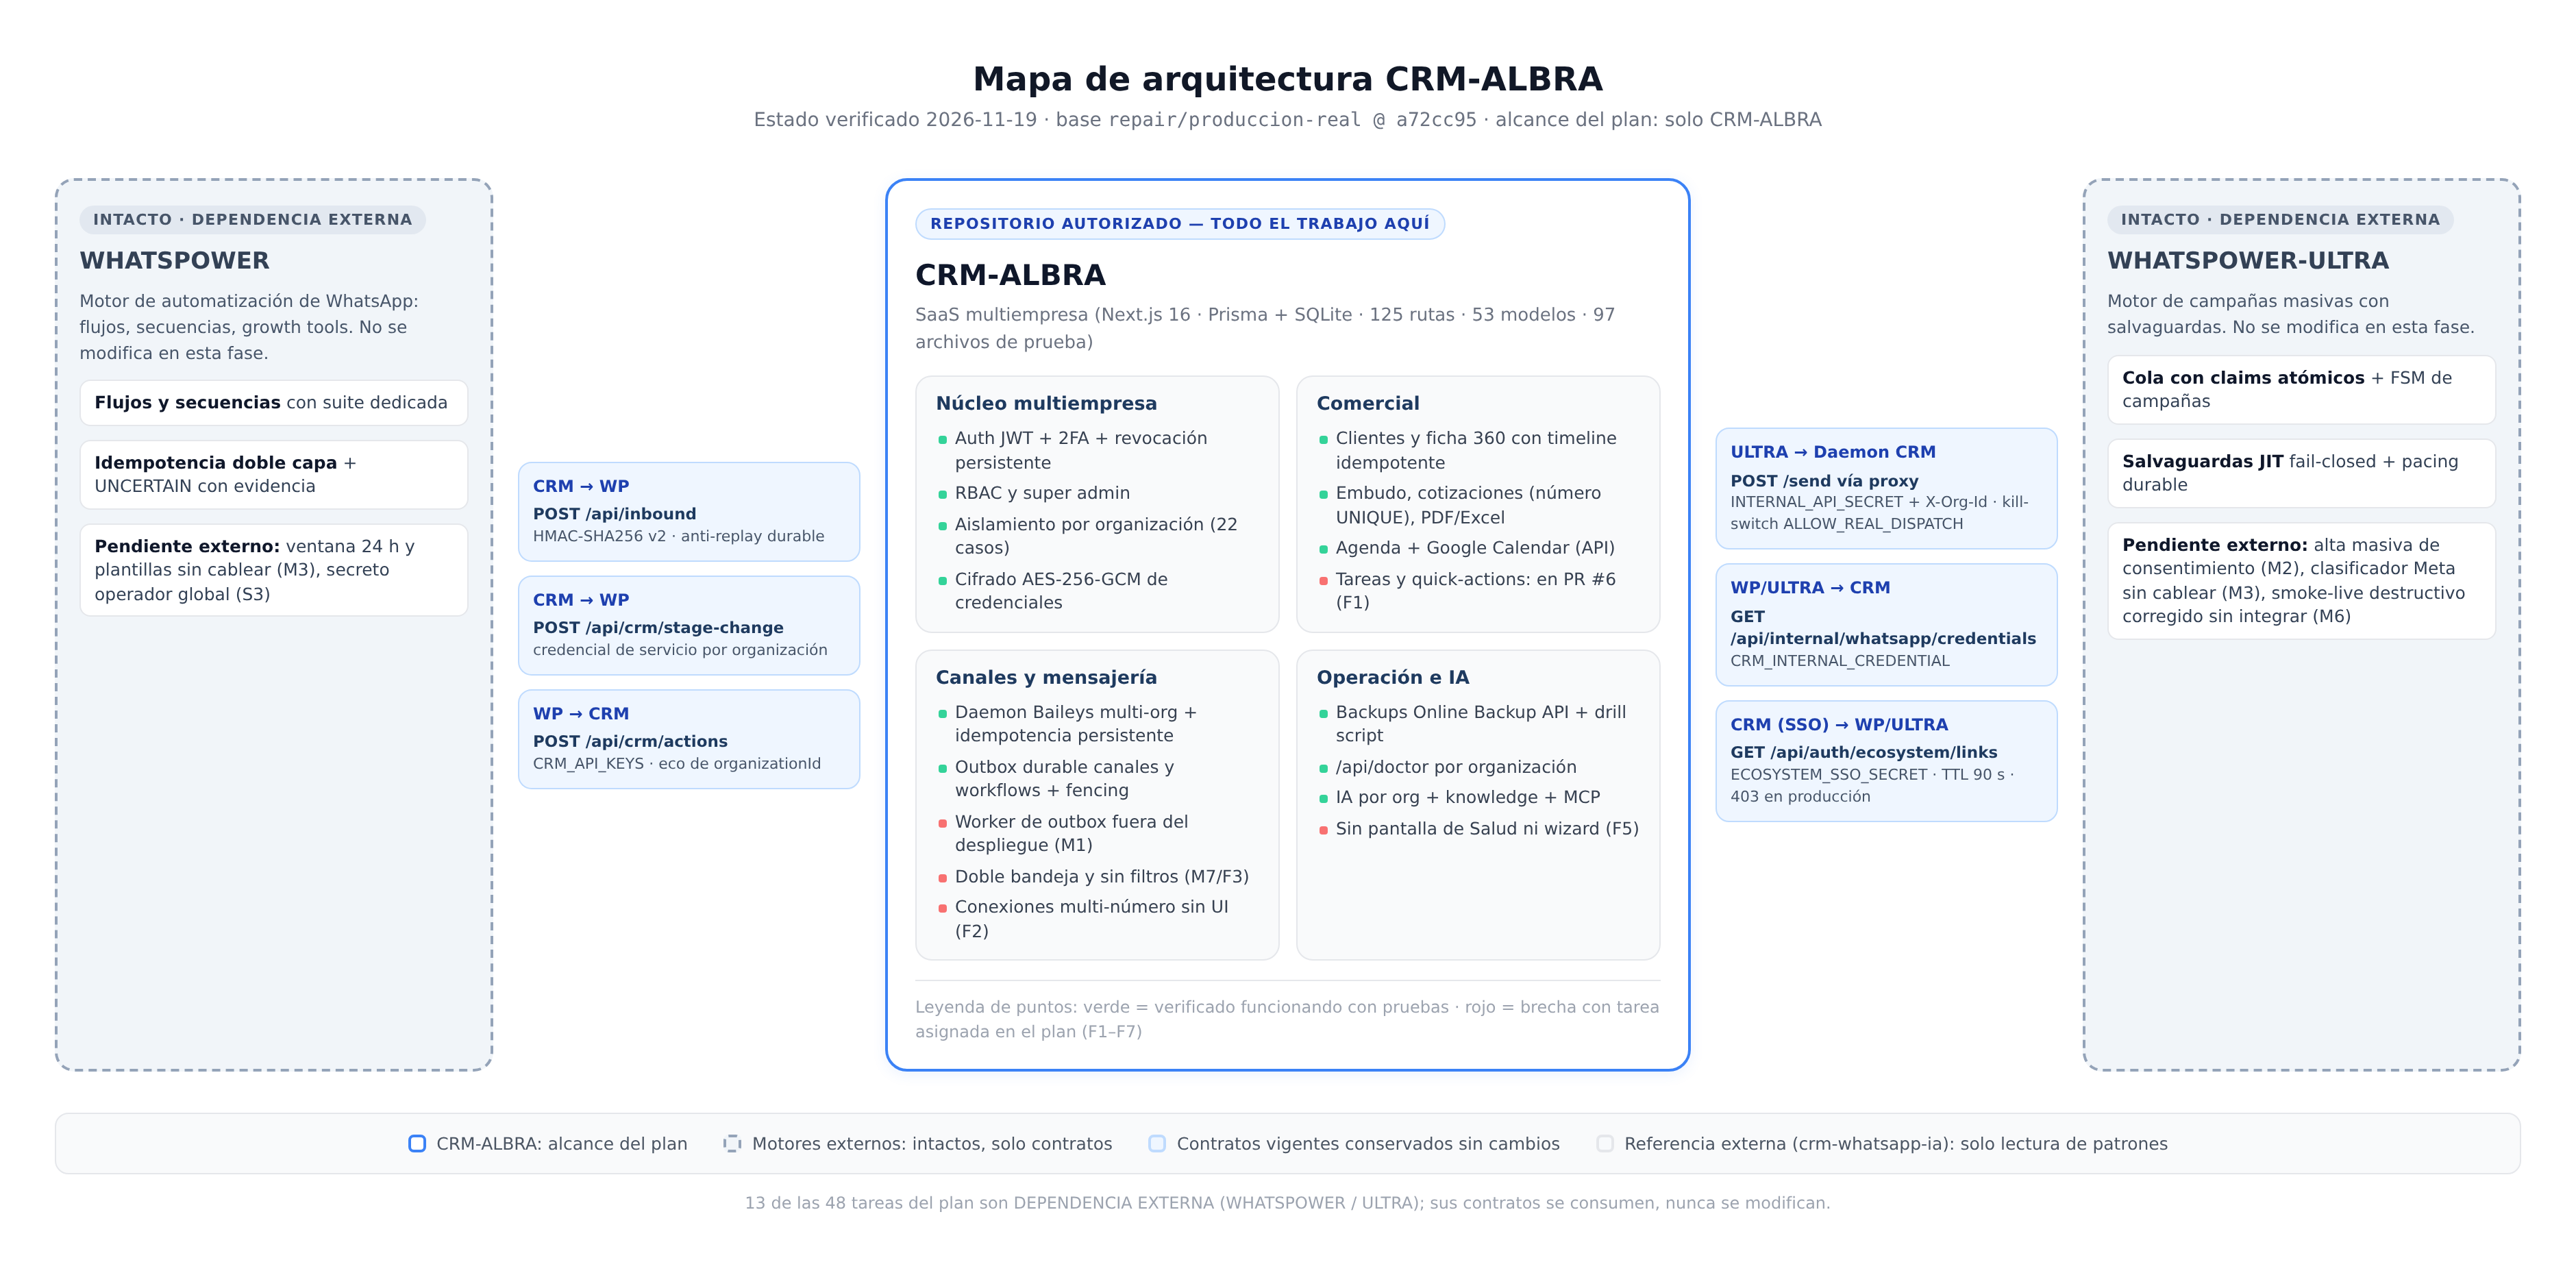 Mapa de arquitectura CRM-ALBRA
Estado verificado 2026-11-19 · base repair/produccion-real @ a72cc95 · alcance del plan: solo CRM-ALBRA
INTACTO · DEPENDENCIA EXTERNA
WHATSPOWER
Motor de automatización de WhatsApp:
flujos, secuencias, growth tools. No se
modifica en esta fase.
Flujos y secuencias con suite dedicada
Idempotencia doble capa +
UNCERTAIN con evidencia
Pendiente externo: ventana 24 h y
plantillas sin cablear (M3), secreto
operador global (S3)
CRM → WP
POST /api/inbound
HMAC-SHA256 v2 · anti-replay durable
CRM → WP
POST /api/crm/stage-change
credencial de servicio por organización
WP → CRM
POST /api/crm/actions
CRM_API_KEYS · eco de organizationId
REPOSITORIO AUTORIZADO — TODO EL TRABAJO AQUÍ
CRM-ALBRA
SaaS multiempresa (Next.js 16 · Prisma + SQLite · 125 rutas · 53 modelos · 97
archivos de prueba)
Núcleo multiempresa
Auth JWT + 2FA + revocación
persistente
RBAC y super admin
Aislamiento por organización (22
casos)
Cifrado AES-256-GCM de
credenciales
Comercial
Clientes y ficha 360 con timeline
idempotente
Embudo, cotizaciones (número
UNIQUE), PDF/Excel
Agenda + Google Calendar (API)
Tareas y quick-actions: en PR #6
(F1)
Canales y mensajería
Daemon Baileys multi-org +
idempotencia persistente
Outbox durable canales y
workflows + fencing
Worker de outbox fuera del
despliegue (M1)
Doble bandeja y sin filtros (M7/F3)
Conexiones multi-número sin UI
(F2)
Operación e IA
Backups Online Backup API + drill
script
/api/doctor por organización
IA por org + knowledge + MCP
Sin pantalla de Salud ni wizard (F5)
Leyenda de puntos: verde = verificado funcionando con pruebas · rojo = brecha con tarea
asignada en el plan (F1–F7)
ULTRA → Daemon CRM
POST /send vía proxy
INTERNAL_API_SECRET + X-Org-Id · kill-
switch ALLOW_REAL_DISPATCH
WP/ULTRA → CRM
GET
/api/internal/whatsapp/credentials
CRM_INTERNAL_CREDENTIAL
CRM (SSO) → WP/ULTRA
GET /api/auth/ecosystem/links
ECOSYSTEM_SSO_SECRET · TTL 90 s ·
403 en producción
INTACTO · DEPENDENCIA EXTERNA
WHATSPOWER-ULTRA
Motor de campañas masivas con
salvaguardas. No se modifica en esta fase.
Cola con claims atómicos + FSM de
campañas
Salvaguardas JIT fail-closed + pacing
durable
Pendiente externo: alta masiva de
consentimiento (M2), clasificador Meta
sin cablear (M3), smoke-live destructivo
corregido sin integrar (M6)
CRM-ALBRA: alcance del plan
Motores externos: intactos, solo contratos
Contratos vigentes conservados sin cambios
Referencia externa (crm-whatsapp-ia): solo lectura de patrones
13 de las 48 tareas del plan son DEPENDENCIA EXTERNA (WHATSPOWER / ULTRA); sus contratos se consumen, nunca se modifican.